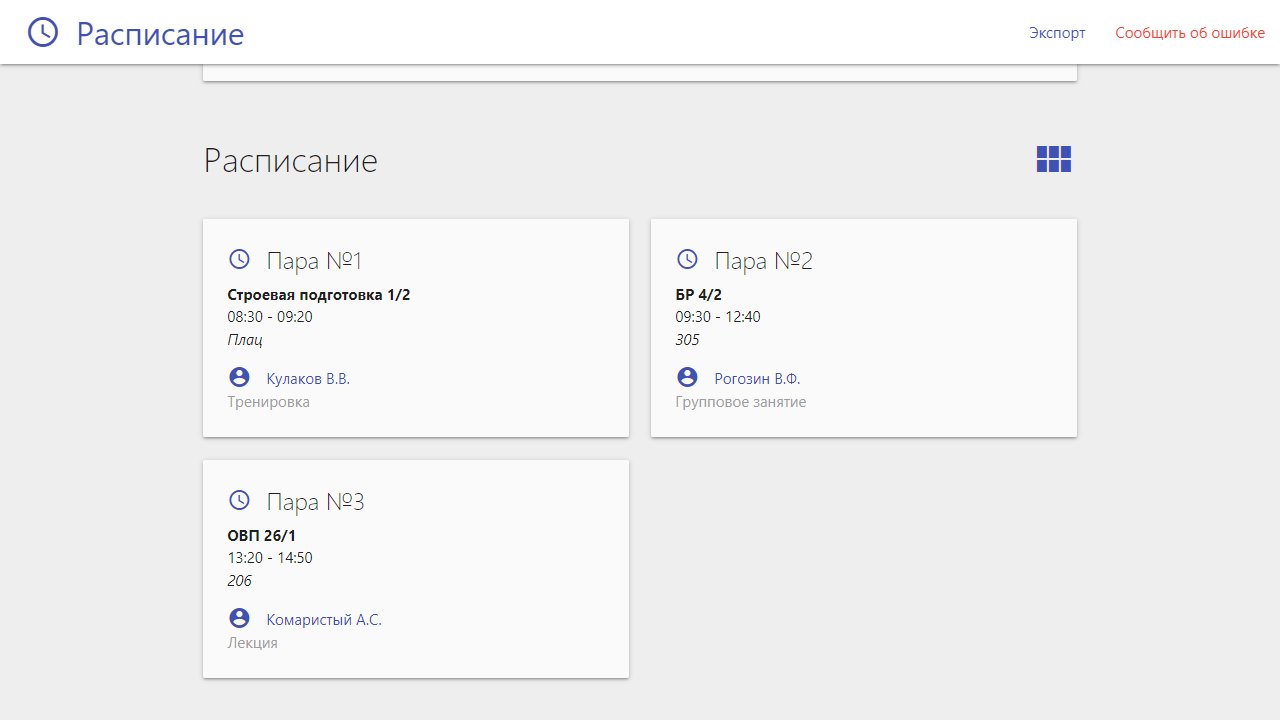 Расписание
Экспорт
Сообщить об ошибке
Расписание
Пара №1
Строевая подготовка 1/2
08:30 - 09:20
Плац
Кулаков В.В.
Тренировка
Пара №2
БР 4/2
09:30 - 12:40
305
Рогозин В.Ф.
Групповое занятие
Пара №3
ОВП 26/1
13:20 - 14:50
206
Комаристый А.С.
Лекция